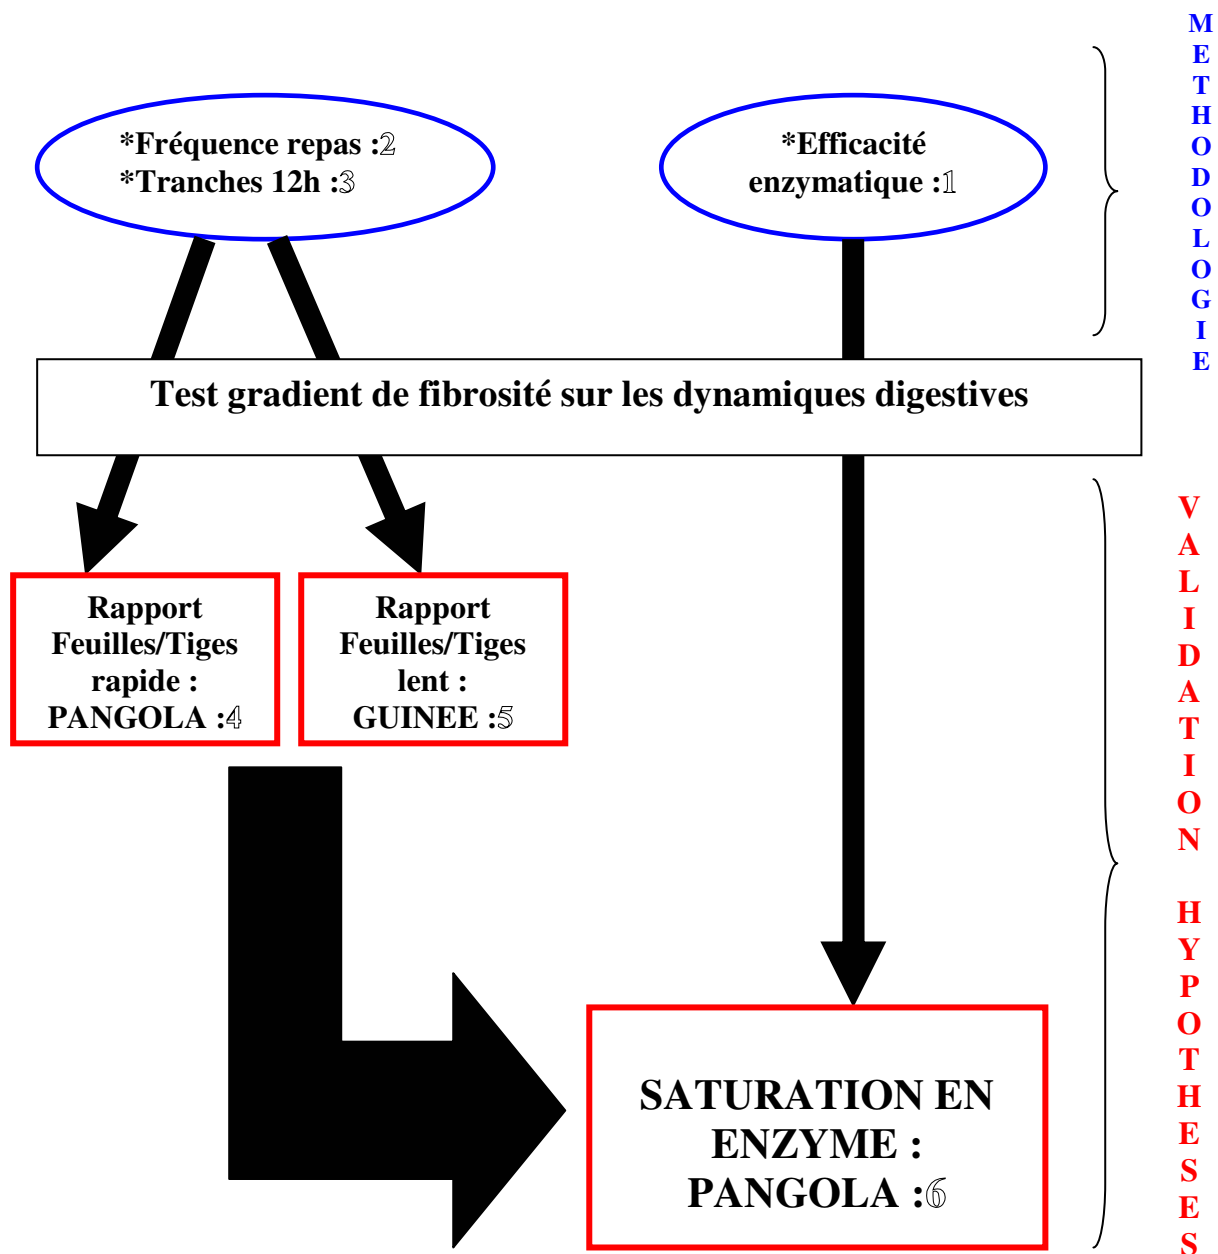 *Fréquence repas :2
*Tranches 12h :3
*Efficacité
enzymatique :1
METHODOLOGIE
Test gradient de fibrosité sur les dynamiques digestives
Rapport
Feuilles/Tiges
rapide :
PANGOLA :4
Rapport
Feuilles/Tiges
lent :
GUINEE :5
SATURATION EN
ENZYME :
PANGOLA :6
VALIDATION HYPOTHESES